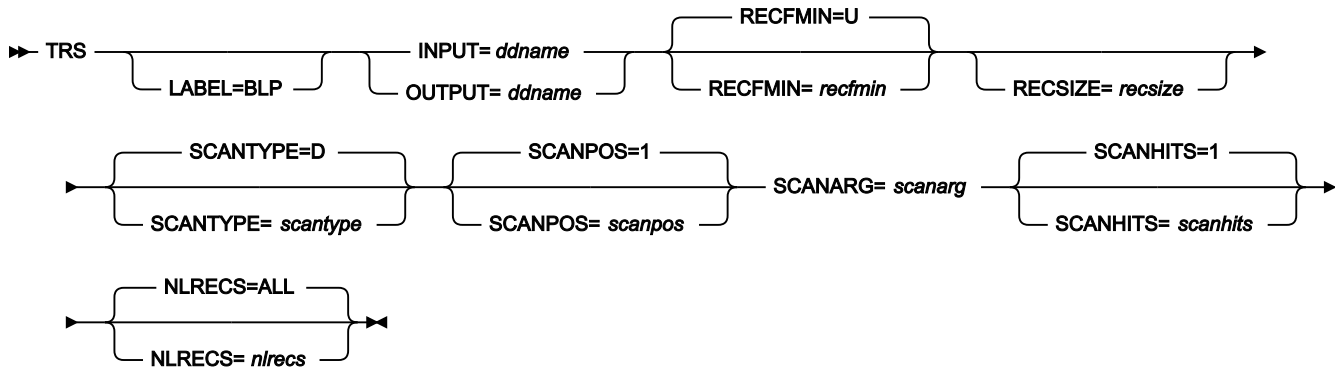 RECFMIN=U
TRS INPUT= ddname
LABEL=BLP OUTPUT= ddname RECFMIN= recfmin RECSIZE= recsize
SCANTYPE=D SCANPOS=1 SCANHITS=1
SCANARG= scanarg
SCANTYPE= scantype SCANPOS= scanpos SCANHITS= scanhits
NLRECS=ALL
NLRECS= nlrecs